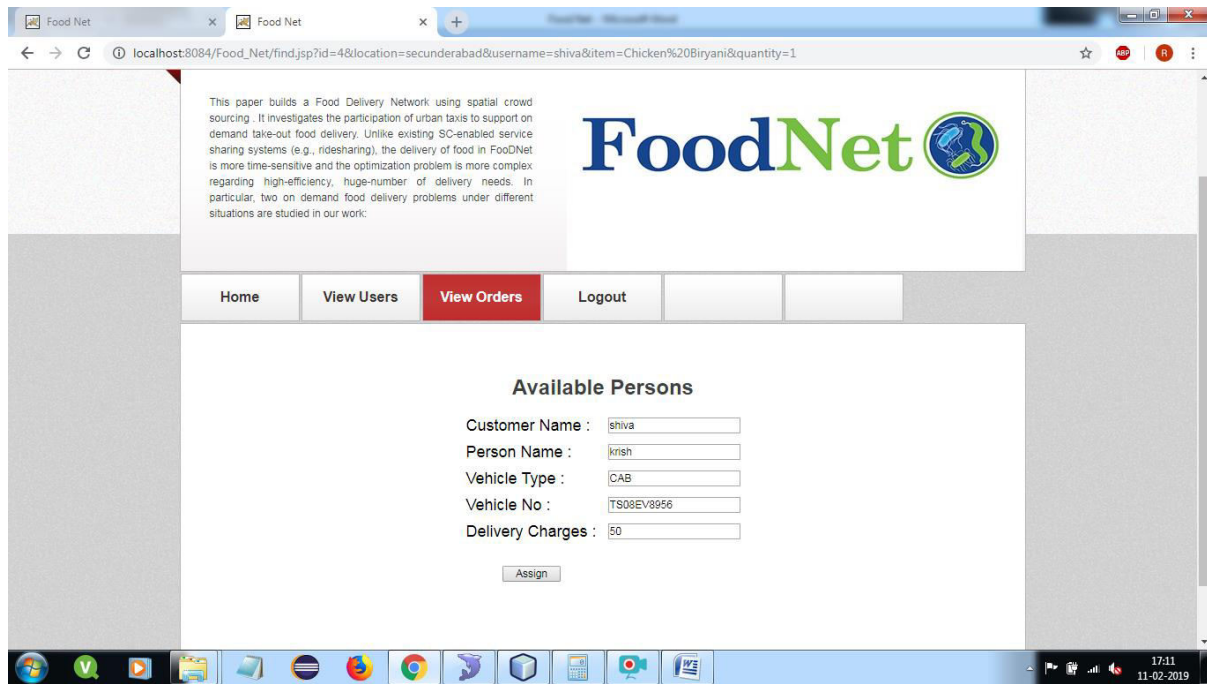 Food Net
Food Net
localhost:8084/Food_Net/find.jsp?id=4&location=secunderabad&username=shiva&item=Chicken%20Biryani&quantity=1
ABP
R
This paper builds a Food Delivery Network using spatial crowd
sourcing . It investigates the participation of urban taxis to support on
demand take-out food delivery. Unlike existing SC-enabled service
sharing systems (e.g., ridesharing), the delivery of food in FooDNet
is more time-sensitive and the optimization problem is more complex
regarding high-efficiency, huge-number of delivery needs. In
particular, two on demand food delivery problems under different
situations are studied in our work:
FoodNet
Home View Users View Orders Logout
Available Persons
Customer Name : shiva
Person Name : krish
Vehicle Type : CAB
Vehicle No : TS08EV8956
Delivery Charges : 50
Assign
17:11
11-02-2019